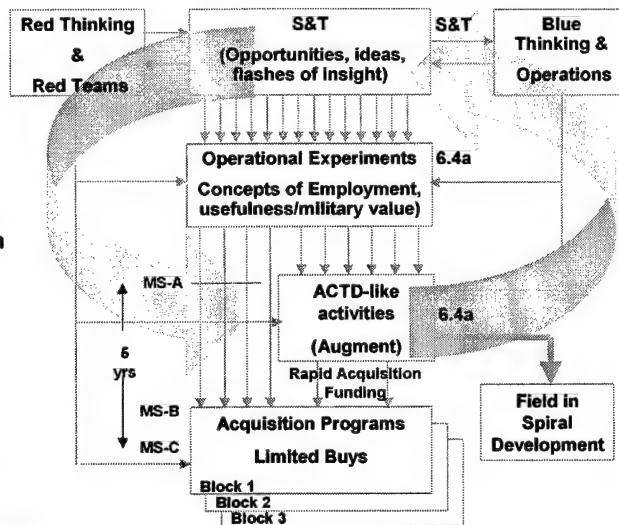 Red Thinking
&
Red Teams
S&T
(Opportunities, ideas,
flashes of Insight)
S&T
Blue
Thinking &
Operations
Operational Experiments
Concepts of Employment,
usefulness/military value)
6.4a
MS-A
ACTD-like
activities
(Augment)
6.4a
5
yrs
Rapid Acquisition
Funding
MS-B
MS-C
Acquisition Programs
Limited Buys
Block 1
Block 2
Block 3
Field in
Spiral
Development